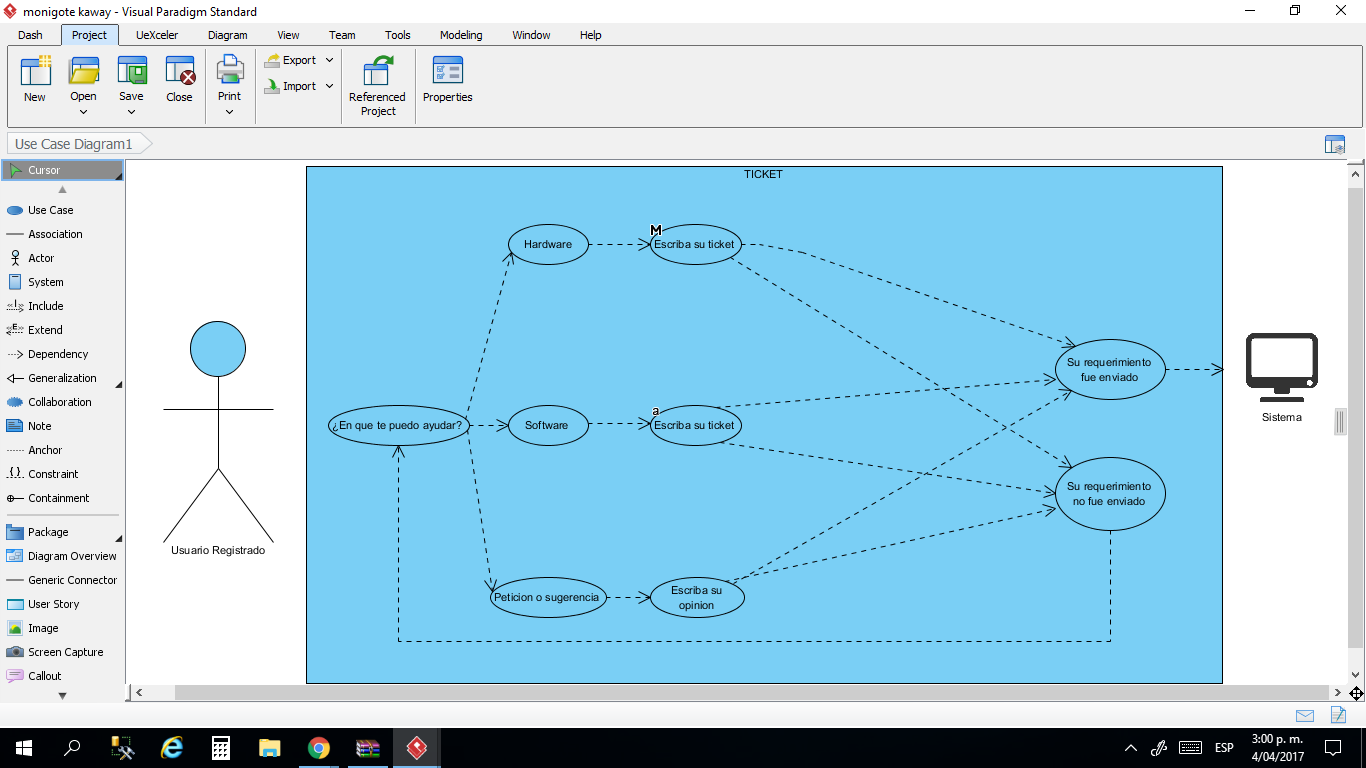 monigote kaway - Visual Paradigm Standard
Dash
Project
UeXceler
Diagram
View
Team
Tools
Modeling
Window
Help
New
Open
Save
Close
Print
Export
Import
Referenced
Project
Properties
Use Case Diagram1
Cursor
Use Case
Association
Actor
System
Include
Extend
Dependency
Generalization
Collaboration
Note
Anchor
Constraint
Containment
Package
Diagram Overview
Generic Connector
User Story
Image
Screen Capture
Callout
TICKET
Hardware
M
Escriba su ticket
Su requerimiento
fue enviado
Sistema
¿En que te puedo ayudar?
Software
a
Escriba su ticket
Su requerimiento
no fue enviado
Usuario Registrado
Peticion o sugerencia
Escriba su
opinion
ESP
3:00 p. m.
4/04/2017